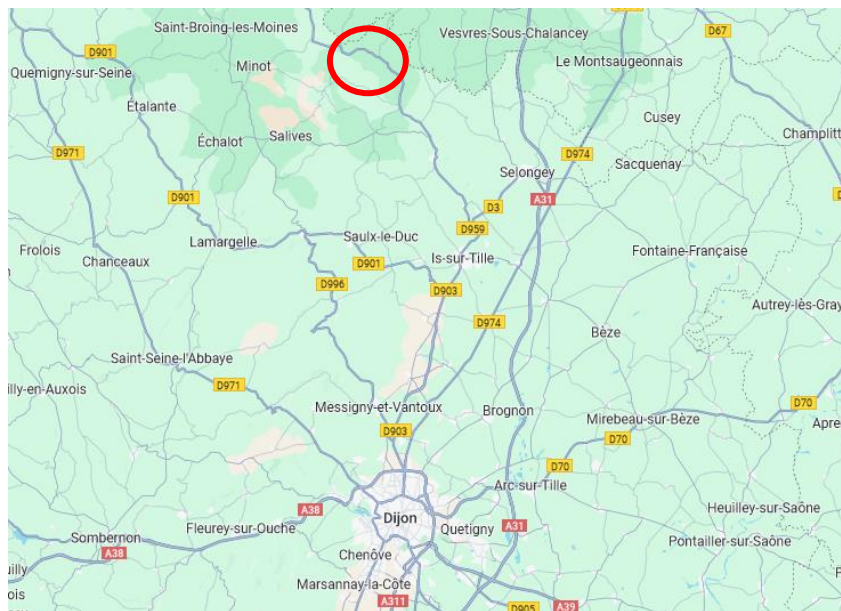 Saint-Broing-les-Moines
Vesvres-Sous-Chalancey
D67
D901
Le Montsaugeonnais
Quemigny-sur-Seine
Minot
Étalante
Cusey
Échalot
Salives
Champlitt
D971
D974
Sacquenay
Selongey
D901
A31
D3
D959
Lamargelle
Saulx-le-Duc
Frolois
Chanceaux
D901
Is-sur-Tille
Fontaine-Française
D996
D903
Autrey-lès-Gray
D974
Bèze
Saint-Seine-l'Abbaye
illy-en-Auxois
D971
D70
Messigny-et-Vantoux
Brognon
Mirebeau-sur-Bèze
Apre
D903
D70
D70
Arc-sur-Tille
A38
Heuilley-sur-Saône
Dijon
Fleurey-sur-Ouche
Quetigny
A31
Sombernon
Pontailler-sur-Saône
A38
Chenôve
uilly
Marsannay-la-Côte
ois
A311
D905
A39